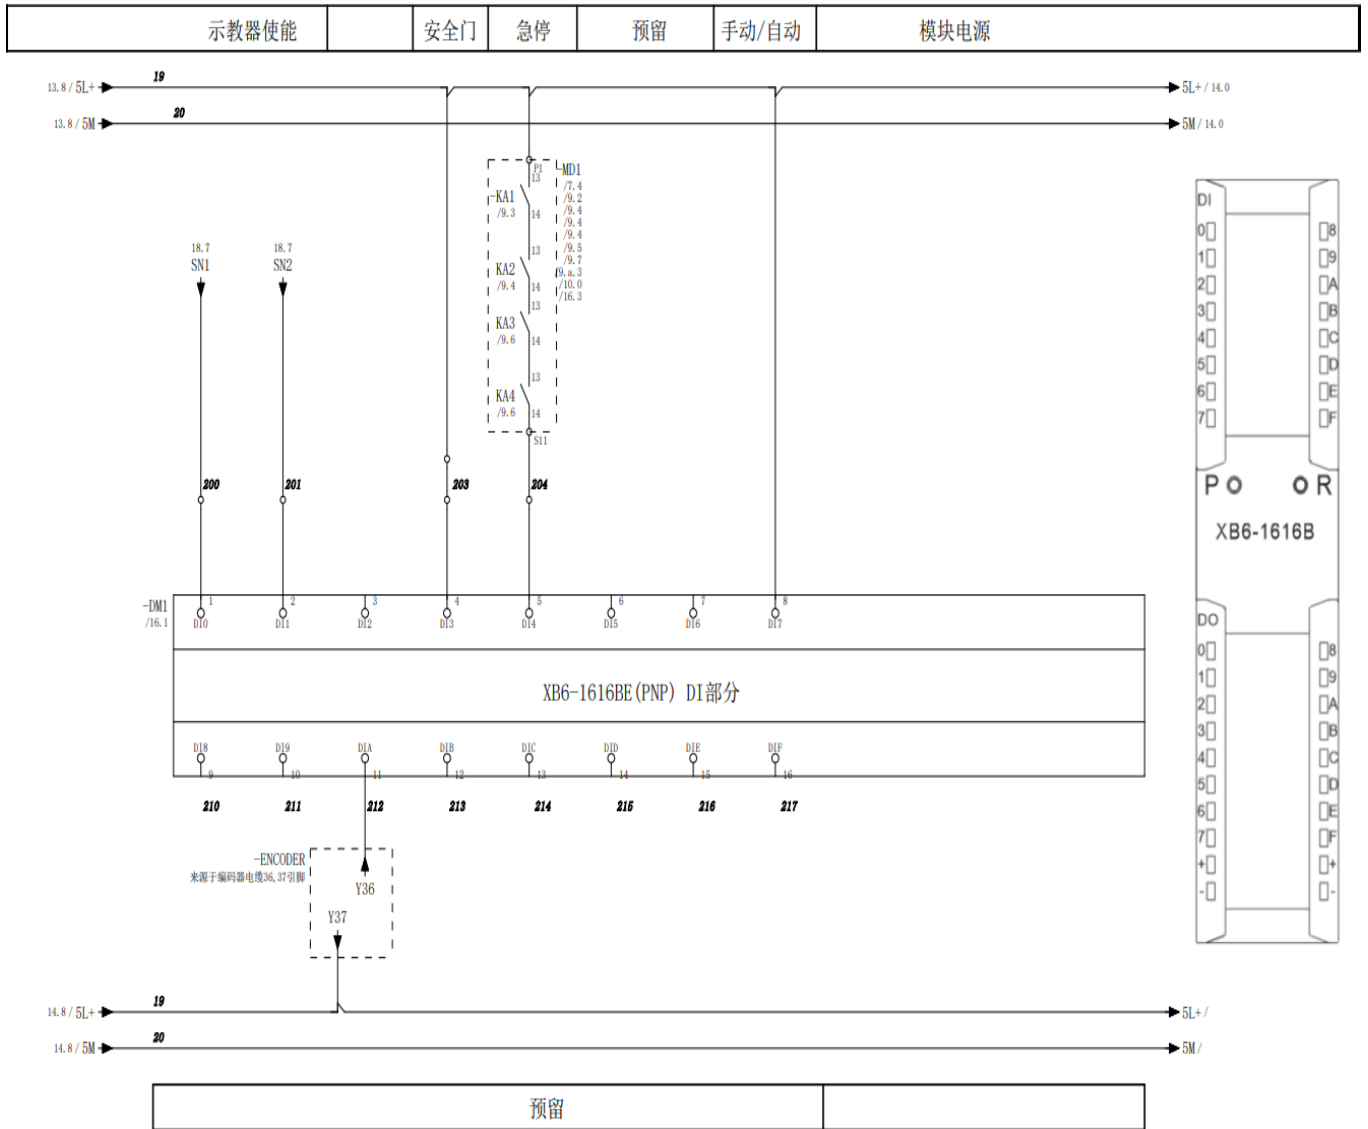 示教器使能 安全门 急停 预留 手动/自动 模块电源
19
13.8 / 5L+ 5L+ / 14.0
20
13.8 / 5M 5M / 14.0
P1
-MD1
/7.4
/9.2
/9.4
/9.4
/9.4
/9.5
/9.7
/9.a.3
/10.0
/16.3
13
-KA1
/9.3
14
13
KA2
/9.4
14
13
KA3
/9.6
14
13
KA4
/9.6
14
S11
18.7
SN1
18.7
SN2
200 201 203 204
-DM1
/16.1
1 2 3 4 5 6 7 8
DI0 DI1 DI2 DI3 DI4 DI5 DI6 DI7
XB6-1616BE(PNP) DI部分
DI8 DI9 DIA DIB DIC DID DIE DIF
9 10 11 12 13 14 15 16
210 211 212 213 214 215 216 217
-ENCODER
来源于编码器电缆36,37引脚
Y36
Y37
19
14.8 / 5L+ 5L+ /
20
14.8 / 5M 5M /
预留
DI
0 8
1 9
2 A
3 B
4 C
5 D
6 E
7 F
P R
XB6-1616B
DO
0 8
1 9
2 A
3 B
4 C
5 D
6 E
7 F
+ +
- -